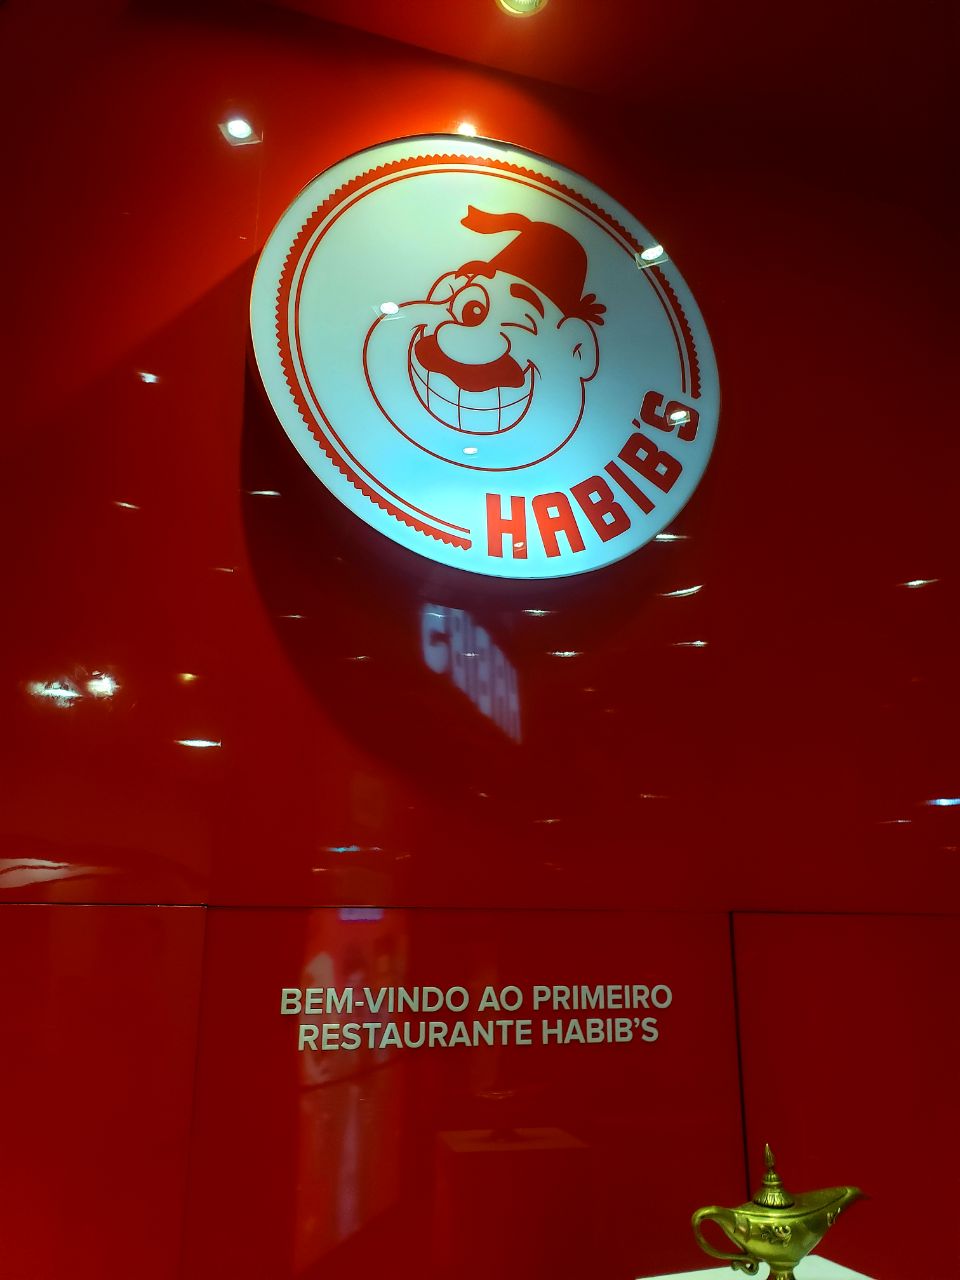 HABIB'S
BEM-VINDO AO PRIMEIRO
RESTAURANTE HABIB'S